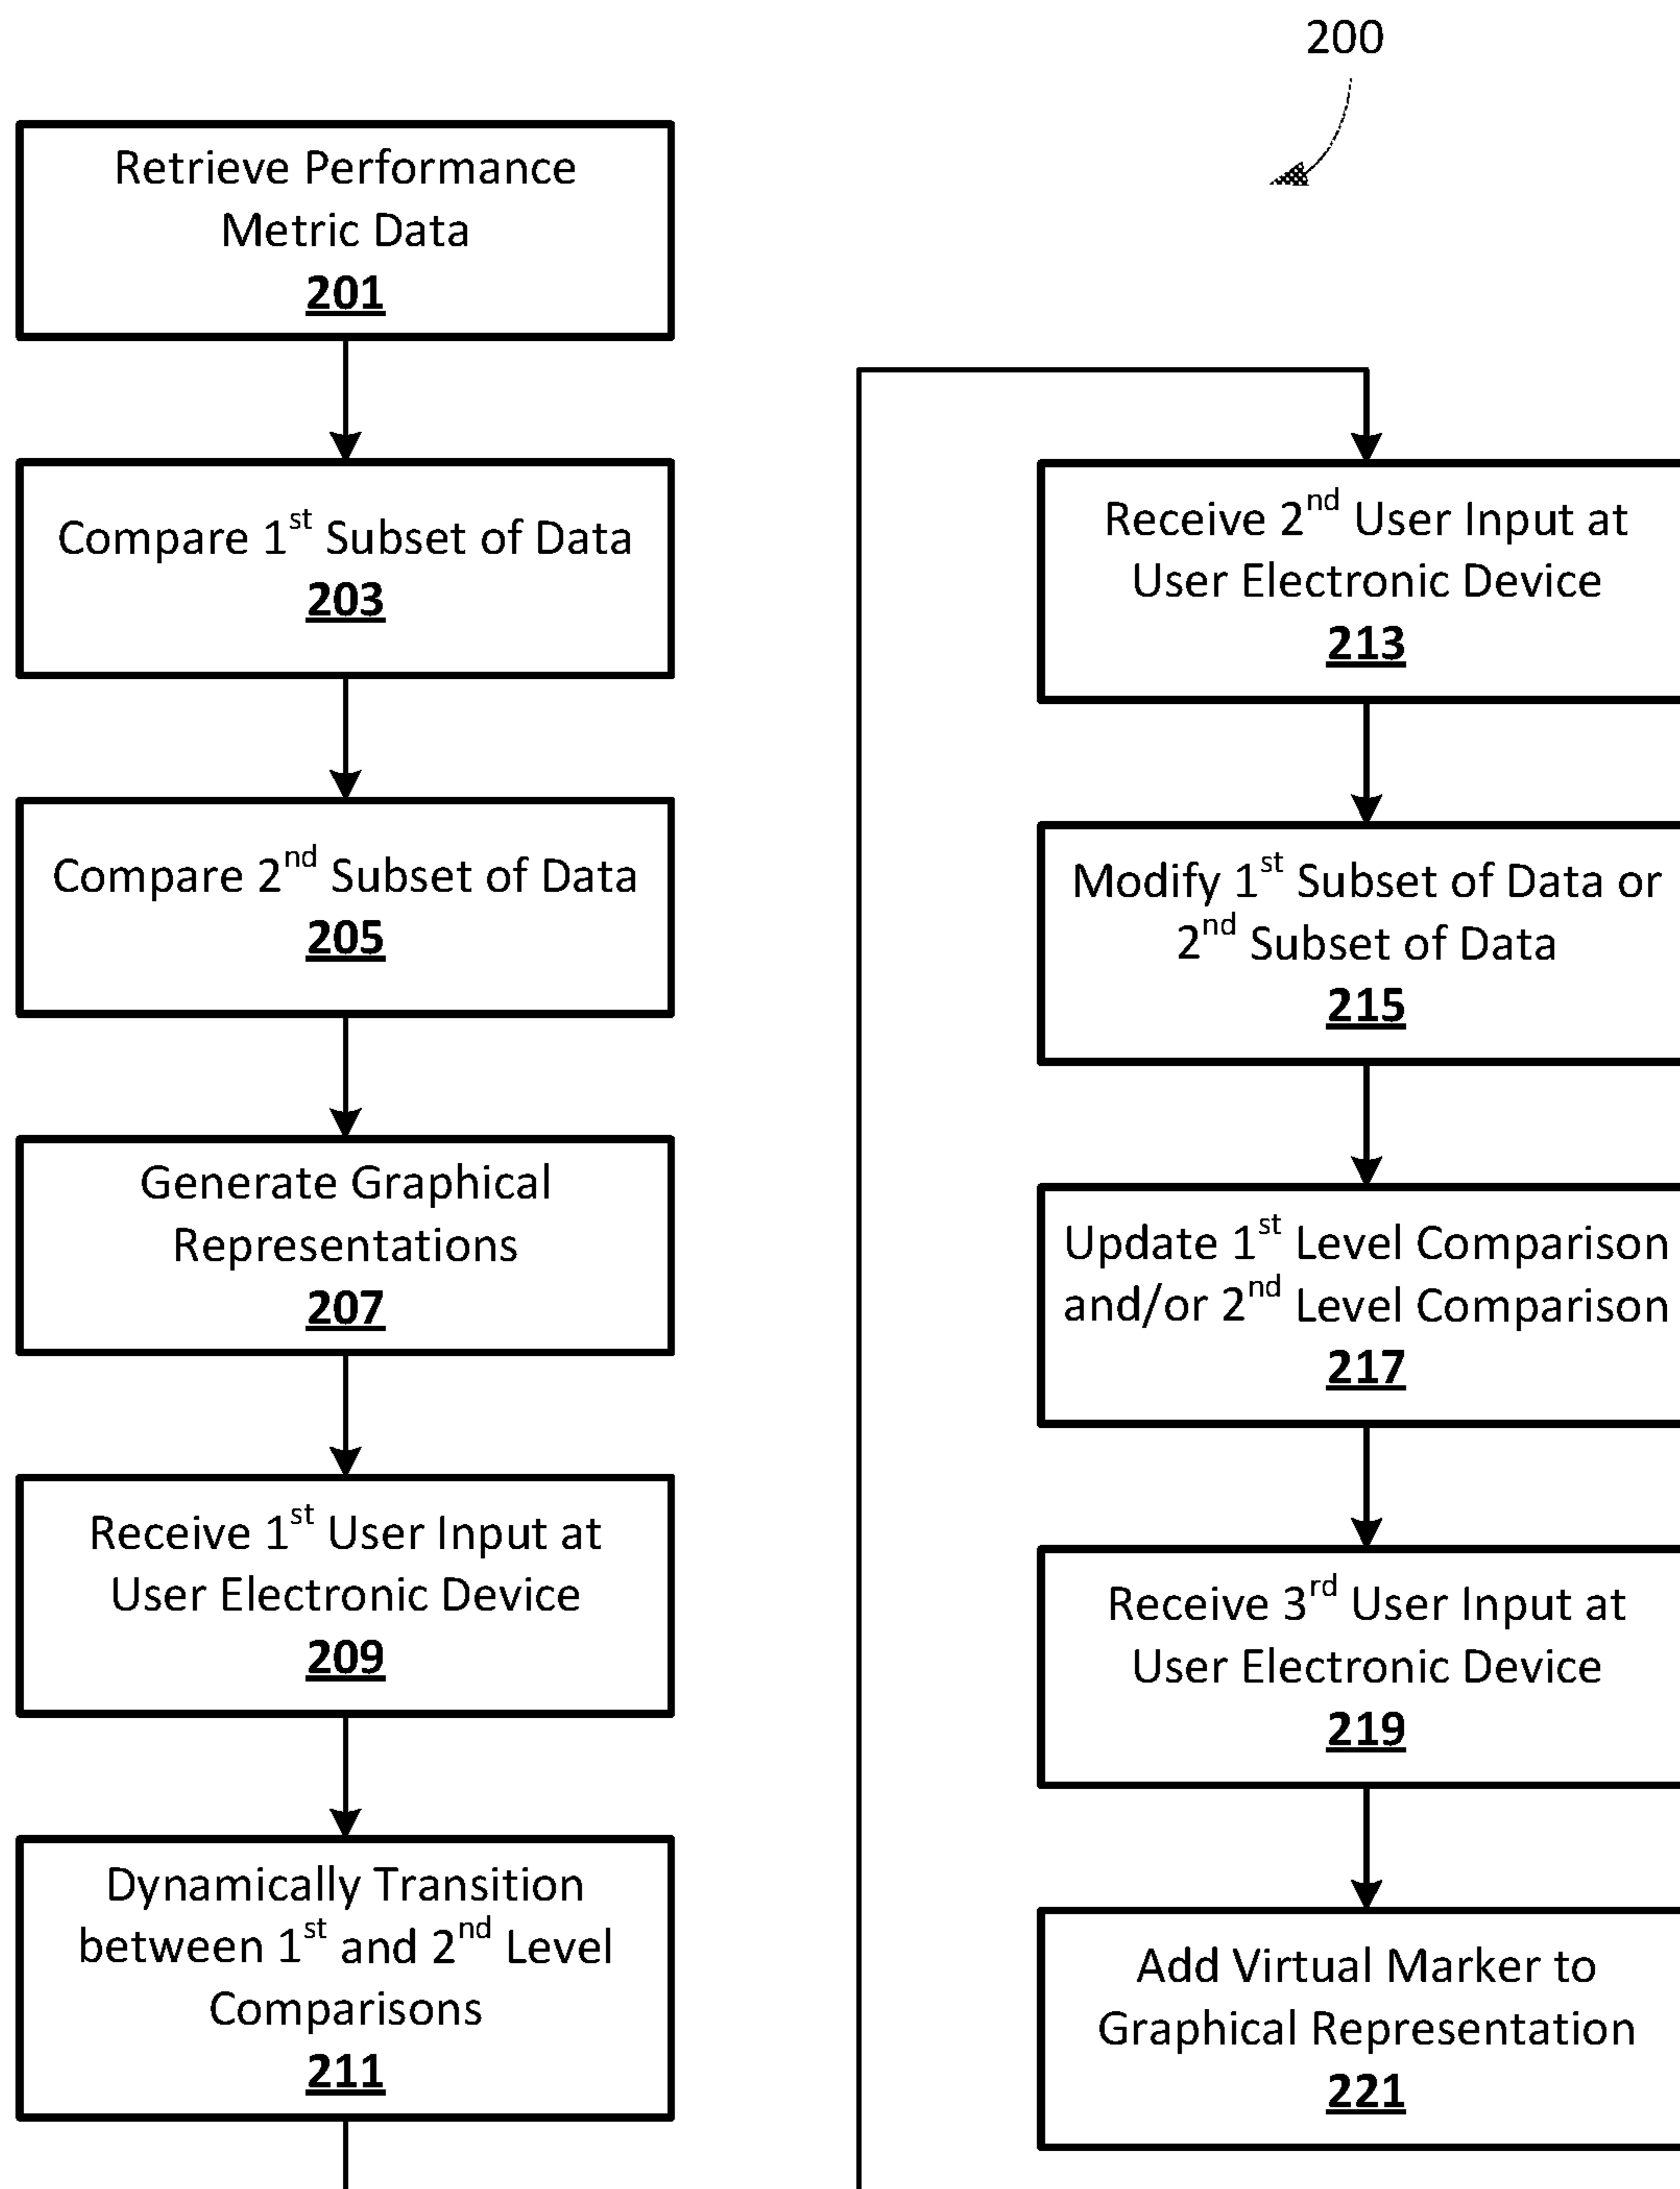 200
Retrieve Performance
Metric Data
201
Compare 1st Subset of Data
203
Compare 2nd Subset of Data
205
Generate Graphical
Representations
207
Receive 1st User Input at
User Electronic Device
209
Dynamically Transition
between 1st and 2nd Level
Comparisons
211
Receive 2nd User Input at
User Electronic Device
213
Modify 1st Subset of Data or
2nd Subset of Data
215
Update 1st Level Comparison
and/or 2nd Level Comparison
217
Receive 3rd User Input at
User Electronic Device
219
Add Virtual Marker to
Graphical Representation
221